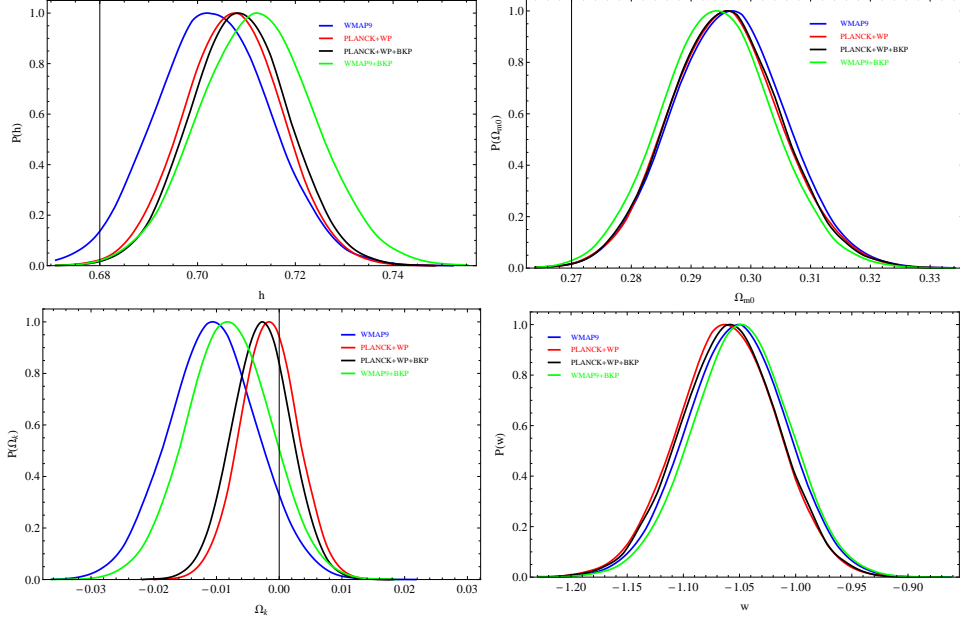 P(h)
1.0
0.8
0.6
0.4
0.2
0.0
0.68
0.70
0.72
0.74
h
WMAP9
PLANCK+WP
PLANCK+WP+BKP
WMAP9+BKP
P(Ωm0)
1.0
0.8
0.6
0.4
0.2
0.0
0.27
0.28
0.29
0.30
0.31
0.32
0.33
Ωm0
WMAP9
PLANCK+WP
PLANCK+WP+BKP
WMAP9+BKP
P(Ωk)
1.0
0.8
0.6
0.4
0.2
0.0
−0.03
−0.02
−0.01
0.00
0.01
0.02
0.03
Ωk
WMAP9
PLANCK+WP
PLANCK+WP+BKP
WMAP9+BKP
P(w)
1.0
0.8
0.6
0.4
0.2
0.0
−1.20
−1.15
−1.10
−1.05
−1.00
−0.95
−0.90
w
WMAP9
PLANCK+WP
PLANCK+WP+BKP
WMAP9+BKP